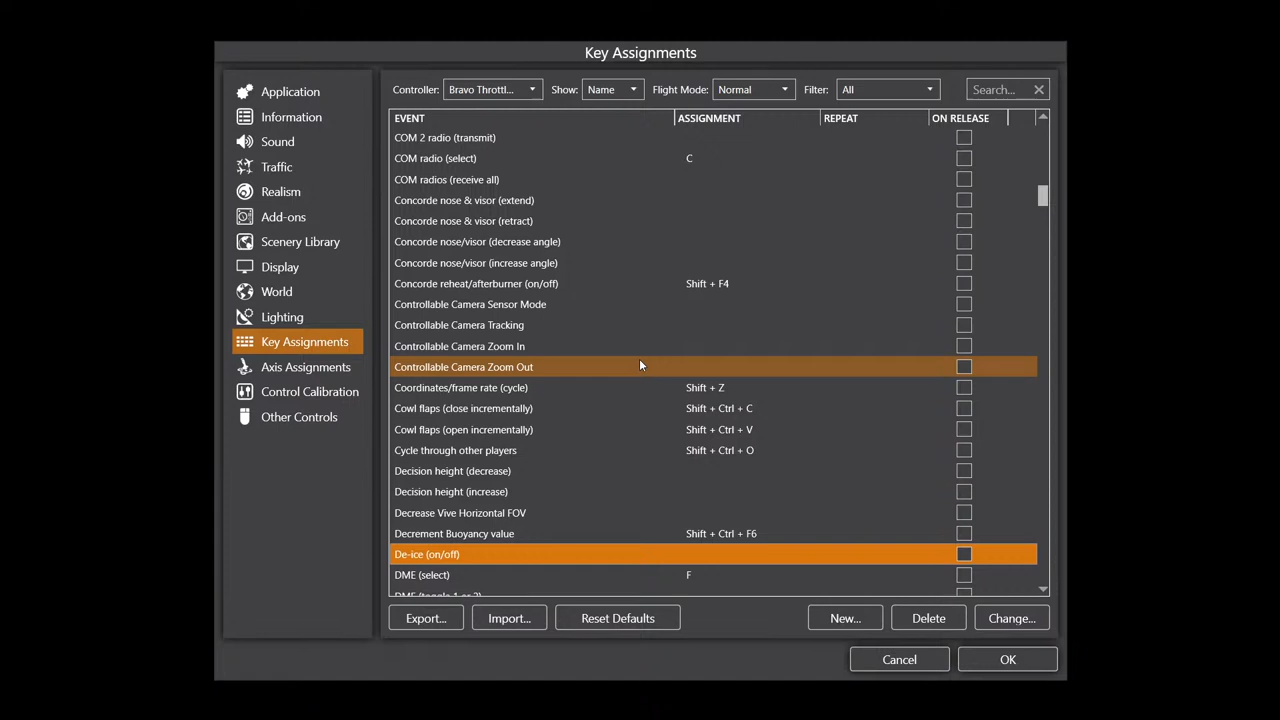 Key Assignments
Application
Information
Sound
Traffic
Realism
Add-ons
Scenery Library
Display
World
Lighting
Key Assignments
Axis Assignments
Control Calibration
Other Controls
Controller: Bravo Throttl... Show: Name Flight Mode: Normal Filter: All Search...
EVENT ASSIGNMENT REPEAT ON RELEASE
COM 2 radio (transmit)
COM radio (select) C
COM radios (receive all)
Concorde nose & visor (extend)
Concorde nose & visor (retract)
Concorde nose/visor (decrease angle)
Concorde nose/visor (increase angle)
Concorde reheat/afterburner (on/off) Shift + F4
Controllable Camera Sensor Mode
Controllable Camera Tracking
Controllable Camera Zoom In
Controllable Camera Zoom Out
Coordinates/frame rate (cycle) Shift + Z
Cowl flaps (close incrementally) Shift + Ctrl + C
Cowl flaps (open incrementally) Shift + Ctrl + V
Cycle through other players Shift + Ctrl + O
Decision height (decrease)
Decision height (increase)
Decrease Vive Horizontal FOV
Decrement Buoyancy value Shift + Ctrl + F6
De-ice (on/off)
DME (select) F
Export... Import... Reset Defaults New... Delete Change...
Cancel OK